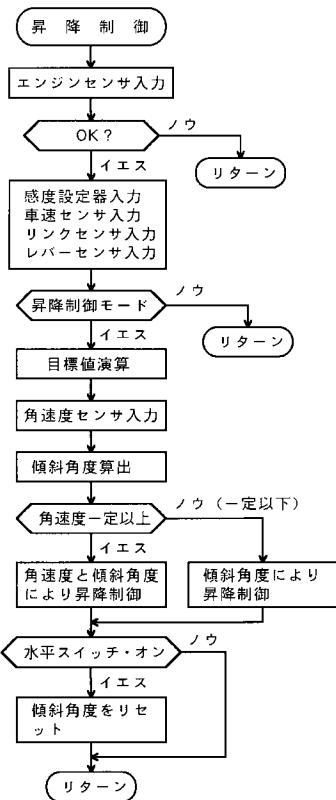 昇降制御
エンジンセンサ入力
OK?
ノウ
イエス
リターン
感度設定器入力
車速センサ入力
リンクセンサ入力
レバーセンサ入力
昇降制御モード
ノウ
イエス
リターン
目標値演算
角速度センサ入力
傾斜角度算出
角速度一定以上
ノウ(一定以下)
イエス
角速度と傾斜角度
により昇降制御
傾斜角度により
昇降制御
水平スイッチ・オン
ノウ
イエス
傾斜角度をリセ
ット
リターン